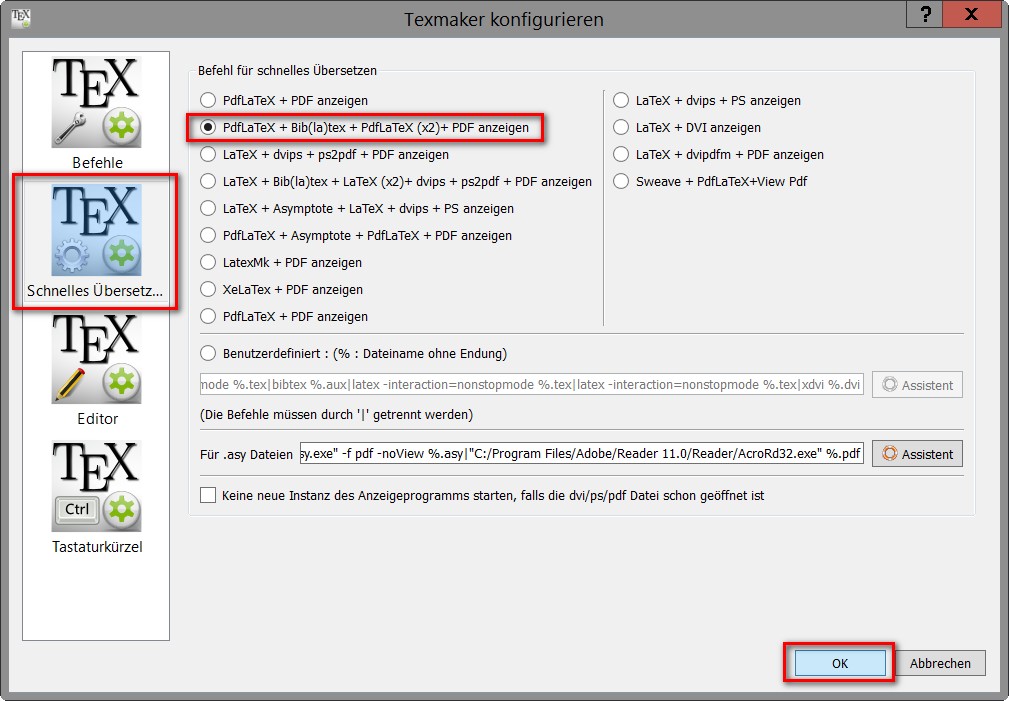 TEX
Texmaker konfigurieren
?
X
TEX
Befehle
TEX
Schnelles Übersetz...
TEX
Editor
TEX
Ctrl
Tastaturkürzel
Befehl für schnelles Übersetzen
PdfLaTeX + PDF anzeigen
PdfLaTeX + Bib(la)tex + PdfLaTeX (x2)+ PDF anzeigen
LaTeX + dvips + ps2pdf + PDF anzeigen
LaTeX + Bib(la)tex + LaTeX (x2)+ dvips + ps2pdf + PDF anzeigen
LaTeX + Asymptote + LaTeX + dvips + PS anzeigen
PdfLaTeX + Asymptote + PdfLaTeX + PDF anzeigen
LatexMk + PDF anzeigen
XeLaTex + PDF anzeigen
PdfLaTeX + PDF anzeigen
LaTeX + dvips + PS anzeigen
LaTeX + DVI anzeigen
LaTeX + dvipdfm + PDF anzeigen
Sweave + PdfLaTeX+View Pdf
Benutzerdefiniert : (% : Dateiname ohne Endung)
mode %.tex|bibtex %.aux|latex -interaction=nonstopmode %.tex|latex -interaction=nonstopmode %.tex|xdvi %.dvi
Assistent
(Die Befehle müssen durch '|' getrennt werden)
Für .asy Dateien
sy.exe" -f pdf -noView %.asy|"C:/Program Files/Adobe/Reader 11.0/Reader/AcroRd32.exe" %.pdf
Assistent
Keine neue Instanz des Anzeigeprogramms starten, falls die dvi/ps/pdf Datei schon geöffnet ist
OK
Abbrechen